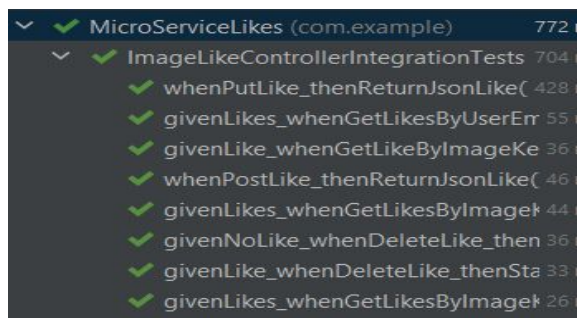 MicroServiceLikes (com.example) 772
ImageLikeControllerIntegrationTests 704
whenPutLike_thenReturnJsonLike( 428
givenLikes_whenGetLikesByUserEm 55
givenLike_whenGetLikeByImageKe 36
whenPostLike_thenReturnJsonLike( 46
givenLikes_whenGetLikesByImage 44
givenNoLike_whenDeleteLike_then 36
givenLike_whenDeleteLike_thenSta 33
givenLikes_whenGetLikesByImage 26